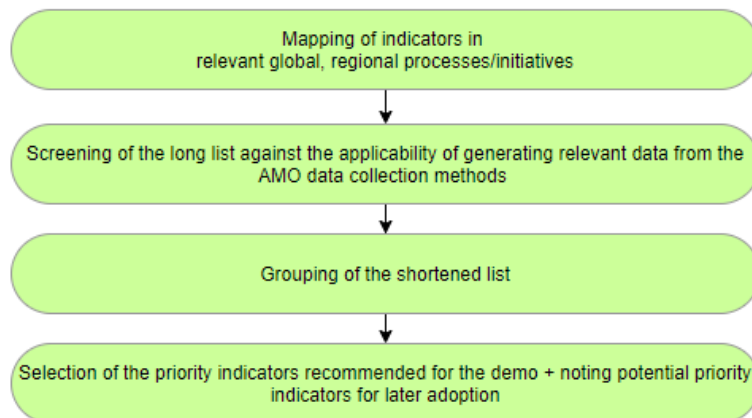 Mapping of indicators in
relevant global, regional processes/initiatives
Screening of the long list against the applicability of generating relevant data from the
AMO data collection methods
Grouping of the shortened list
Selection of the priority indicators recommended for the demo + noting potential priority
indicators for later adoption